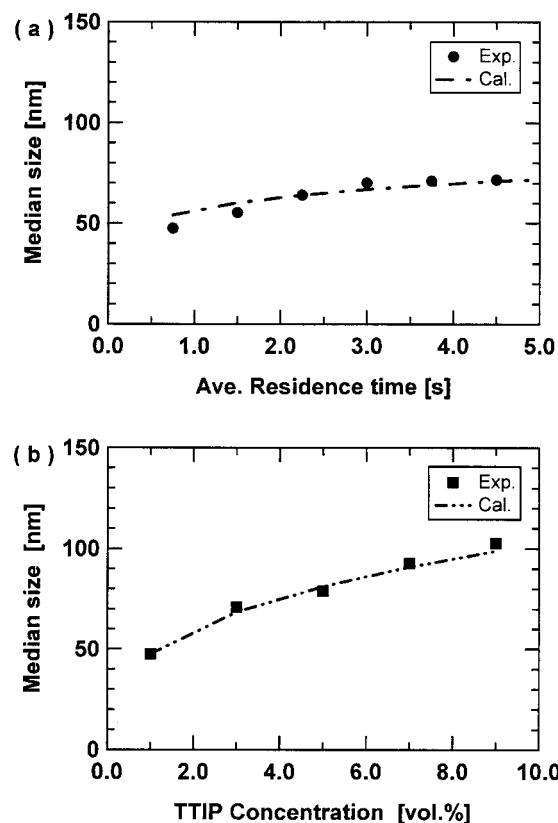 ( a )
150
100
50
0
Median size [nm]
Exp.
Cal.
0.0 1.0 2.0 3.0 4.0 5.0
Ave. Residence time [s]
( b )
150
100
50
0
Median size [nm]
Exp.
Cal.
0.0 2.0 4.0 6.0 8.0 10.0
TTIP Concentration [vol.%]